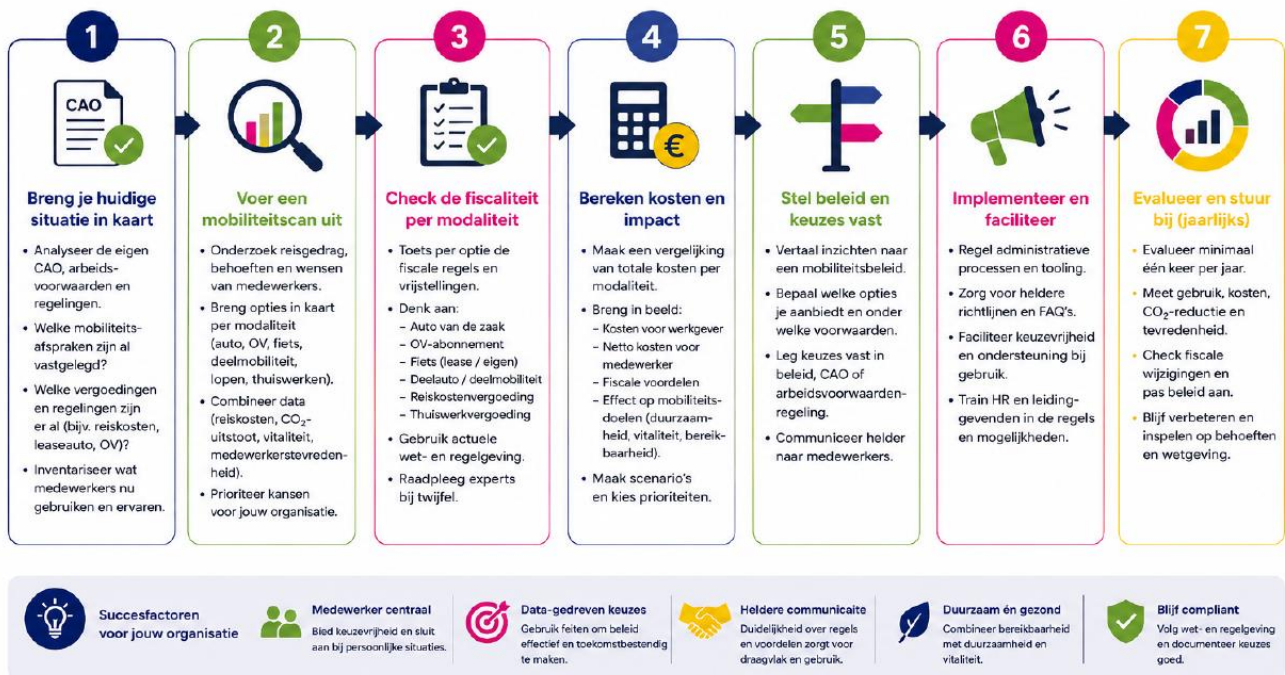 1
CAO
Breng je huidige
situatie in kaart
• Analyseer de eigen
CAO, arbeids-
voorwaarden en
regelingen.
• Welke mobiliteits-
afspraken zijn al
vastgelegd?
• Welke vergoedingen
en regelingen zijn
er al (bijv. reiskosten,
leaseauto, OV)?
• Inventariseer wat
medewerkers nu
gebruiken en ervaren.
2
Voer een
mobiliteitscan uit
• Onderzoek reisgedrag,
behoeften en wensen
van medewerkers.
• Breng opties in kaart
per modaliteit
(auto, OV, fiets,
deelmobiliteit,
lopen, thuiswerken).
• Combineer data
(reiskosten, CO₂-
uitstoot, vitaliteit,
medewerkerstevreden-
heid).
• Prioriteer kansen
voor jouw organisatie.
3
Check de fiscaliteit
per modaliteit
• Toets per optie de
fiscale regels en
vrijstellingen.
• Denk aan:
– Auto van de zaak
– OV-abonnement
– Fiets (lease / eigen)
– Deelauto / deelmobiliteit
– Reiskostenvergoeding
– Thuiswerkvergoeding
• Gebruik actuele
wet- en regelgeving.
• Raadpleeg experts
bij twijfel.
4
€
Bereken kosten en
impact
• Maak een vergelijking
van totale kosten per
modaliteit.
• Breng in beeld:
– Kosten voor werkgever
– Netto kosten voor
medewerker
– Fiscale voordelen
– Effect op mobiliteits-
doelen (duurzaam-
heid, vitaliteit, bereik-
baarheid).
• Maak scenario's
en kies prioriteiten.
5
Stel beleid en
keuzes vast
• Vertaal inzichten naar
een mobiliteitsbeleid.
• Bepaal welke opties
je aanbiedt en onder
welke voorwaarden.
• Leg keuzes vast in
beleid, CAO of
arbeidsvoorwaarden-
regeling.
• Communiceer helder
naar medewerkers.
6
Implementeer en
faciliteer
• Regel administratieve
processen en tooling.
• Zorg voor heldere
richtlijnen en FAQ's.
• Faciliteer keuzevrijheid
en ondersteuning bij
gebruik.
• Train HR en leiding-
gevenden in de regels
en mogelijkheden.
7
Evalueer en stuur
bij (jaarlijks)
• Evalueer minimaal
één keer per jaar.
• Meet gebruik, kosten,
CO₂-reductie en
tevredenheid.
• Check fiscale
wijzigingen en
pas beleid aan.
• Blijf verbeteren en
inspelen op behoeften
en wetgeving.
Succesfactoren
voor jouw organisatie
Medewerker centraal
Bied keuzevrijheid en sluit
aan bij persoonlijke situaties.
Data-gedreven keuzes
Gebruik feiten om beleid
effectief en toekomstbestendig
te maken.
Heldere communicaite
Duidelijkheid over regels
en voordelen zorgt voor
draagvlak en gebruik.
Duurzaam én gezond
Combineer bereikbaarheid
met duurzaamheid en
vitaliteit.
Blijf compliant
Volg wet- en regelgeving
en documenteer keuzes
goed.